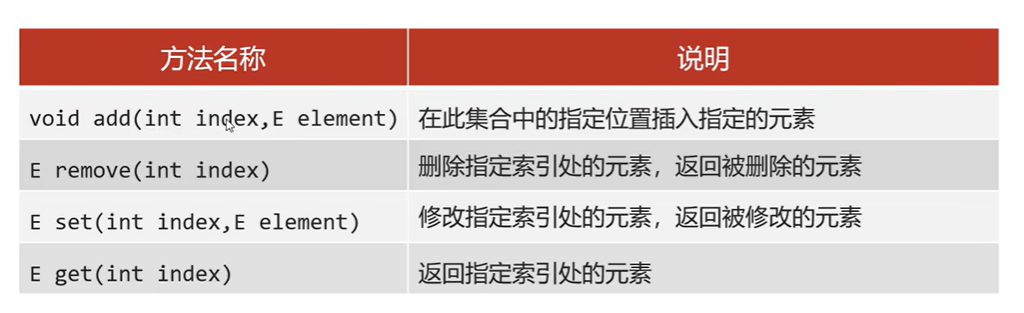 方法名称 说明
void add(int index,E element) 在此集合中的指定位置插入指定的元素
E remove(int index) 删除指定索引处的元素，返回被删除的元素
E set(int index,E element) 修改指定索引处的元素，返回被修改的元素
E get(int index) 返回指定索引处的元素